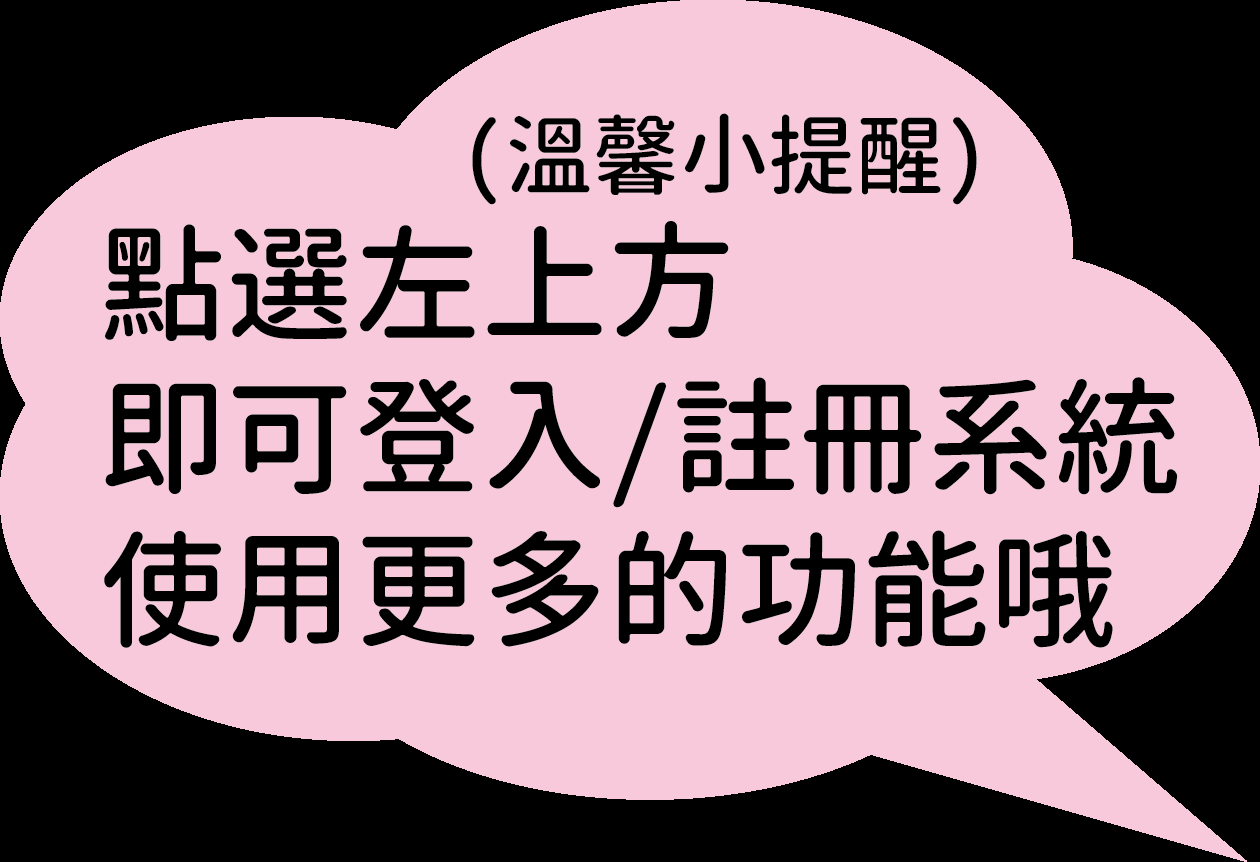 (溫馨小提醒)
點選左上方
即可登入/註冊系統
使用更多的功能哦